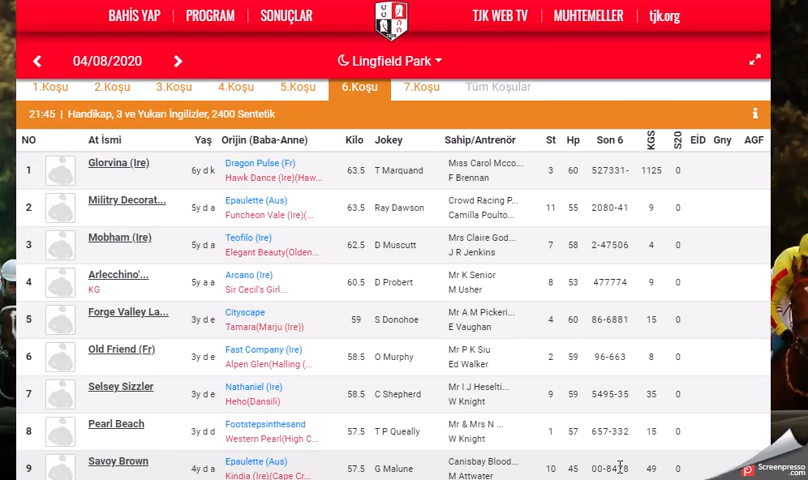 BAHİS YAP PROGRAM SONUÇLAR TJK WEB TV MUHTEMELLER tjk.org
04/08/2020 Lingfield Park
1.Koşu 2.Koşu 3.Koşu 4.Koşu 5.Koşu 6.Koşu 7.Koşu Tüm Koşular
21:45 | Handikap, 3 ve Yukarı İngilizler, 2400 Sentetik
NO At İsmi Yaş Orijin (Baba-Anne) Kilo Jokey Sahip/Antrenör St Hp Son 6 KGS S20 EİD Gny AGF
1 Glorvina (Ire) 6y d k Dragon Pulse (Fr) 63.5 T Marquand Miss Carol Mcco... 3 60 527331- 1125 0
Hawk Dance (Ire)(Haw... F Brennan
2 Militry Decorat... 5y d a Epaulette (Aus) 63.5 Ray Dawson Crowd Racing P... 11 55 2080-41 9 0
Funcheon Vale (Ire)(... Camilla Poulto...
3 Mobham (Ire) 5y d a Teofilo (Ire) 62.5 D Muscutt Mrs Claire God... 7 58 2-47506 4 0
Elegant Beauty(Olden... J R Jenkins
4 Arlecchino'... 5y a a Arcano (Ire) 60.5 D Probert Mr K Senior 8 53 477774 9 0
KG Sir Cecil's Girl... M Usher
5 Forge Valley La... 3y d e Cityscape 59 S Donohoe Mr A M Pickeri... 4 60 86-6881 15 0
Tamara(Marju (Ire)) E Vaughan
6 Old Friend (Fr) 3y d e Fast Company (Ire) 58.5 O Murphy Mr P K Siu 2 59 96-663 8 0
Alpen Glen(Halling (... Ed Walker
7 Selsey Sizzler 3y d e Nathaniel (Ire) 58.5 C Shepherd Mr I J Heselti... 9 59 5495-35 35 0
Heho(Dansili) W Knight
8 Pearl Beach 3y d d Footstepsinthesand 57.5 T P Queally Mr & Mrs N ... 1 57 657-332 15 0
Western Pearl(High C... W Knight
9 Savoy Brown 4y d a Epaulette (Aus) 57.5 G Malune Canisbay Blood... 10 45 49 0
Kindia (Ire)(Cape Cr... M Attwater
Screenpresso
.com